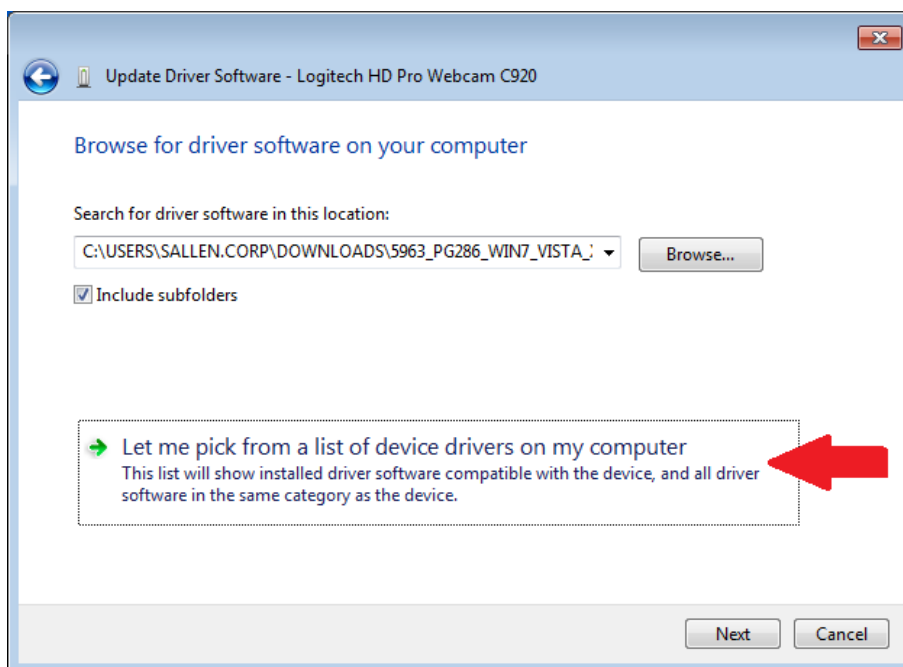 Update Driver Software - Logitech HD Pro Webcam C920
Browse for driver software on your computer
Search for driver software in this location:
C:\USERS\SALLEN.CORP\DOWNLOADS\5963_PG286_WIN7_VISTA_ Browse...
Include subfolders
Let me pick from a list of device drivers on my computer
This list will show installed driver software compatible with the device, and all driver
software in the same category as the device.
Next Cancel